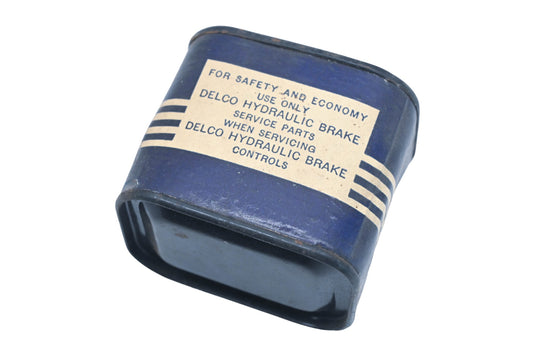 FOR SAFETY AND ECONOMY
USE ONLY
DELCO HYDRAULIC BRAKE
SERVICE PARTS
WHEN SERVICING
DELCO HYDRAULIC BRAKE
CONTROLS